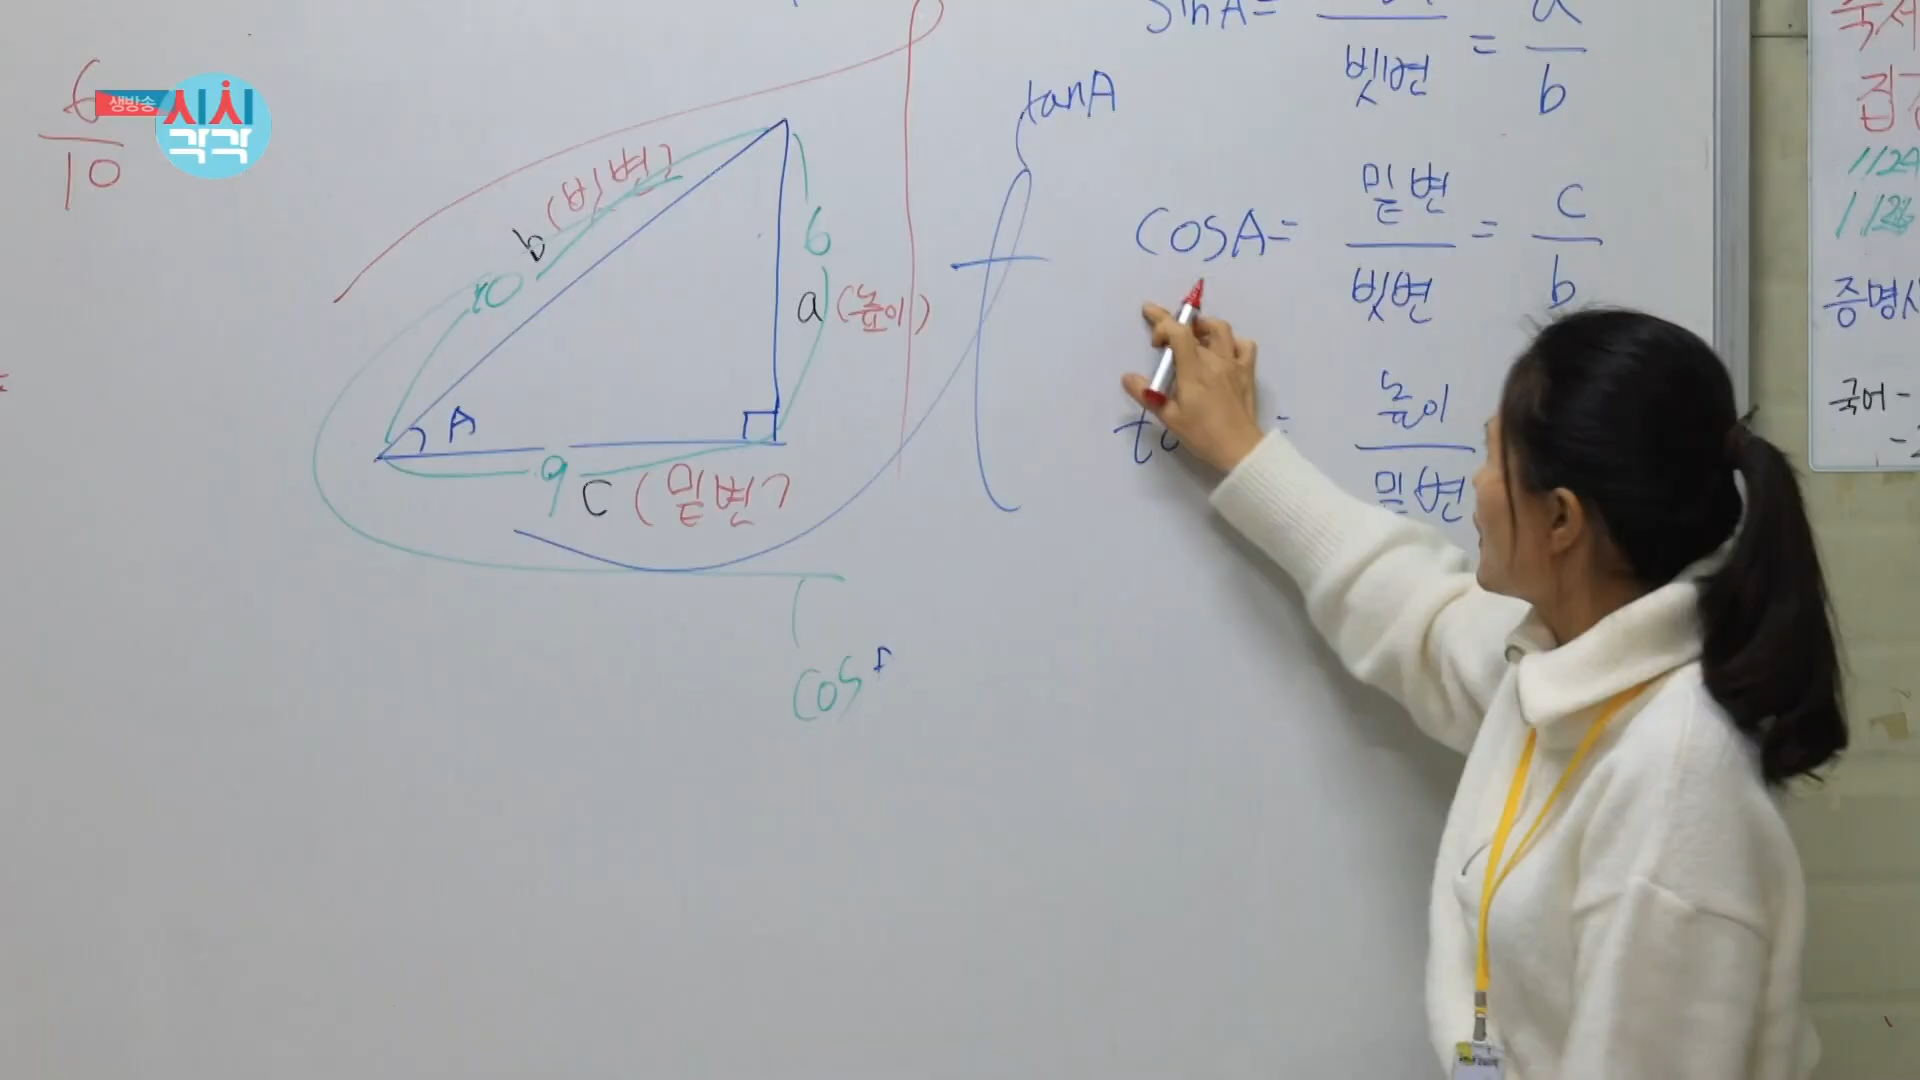 6
10
생방송
시시각각
b (빗변)
10
6
a (높이)
A
9
c (밑변)
cos
tanA
sinA=
빗변
= a
b
cosA= 밑변 = c
빗변 b
높이
밑변
1124
증명
국어 -